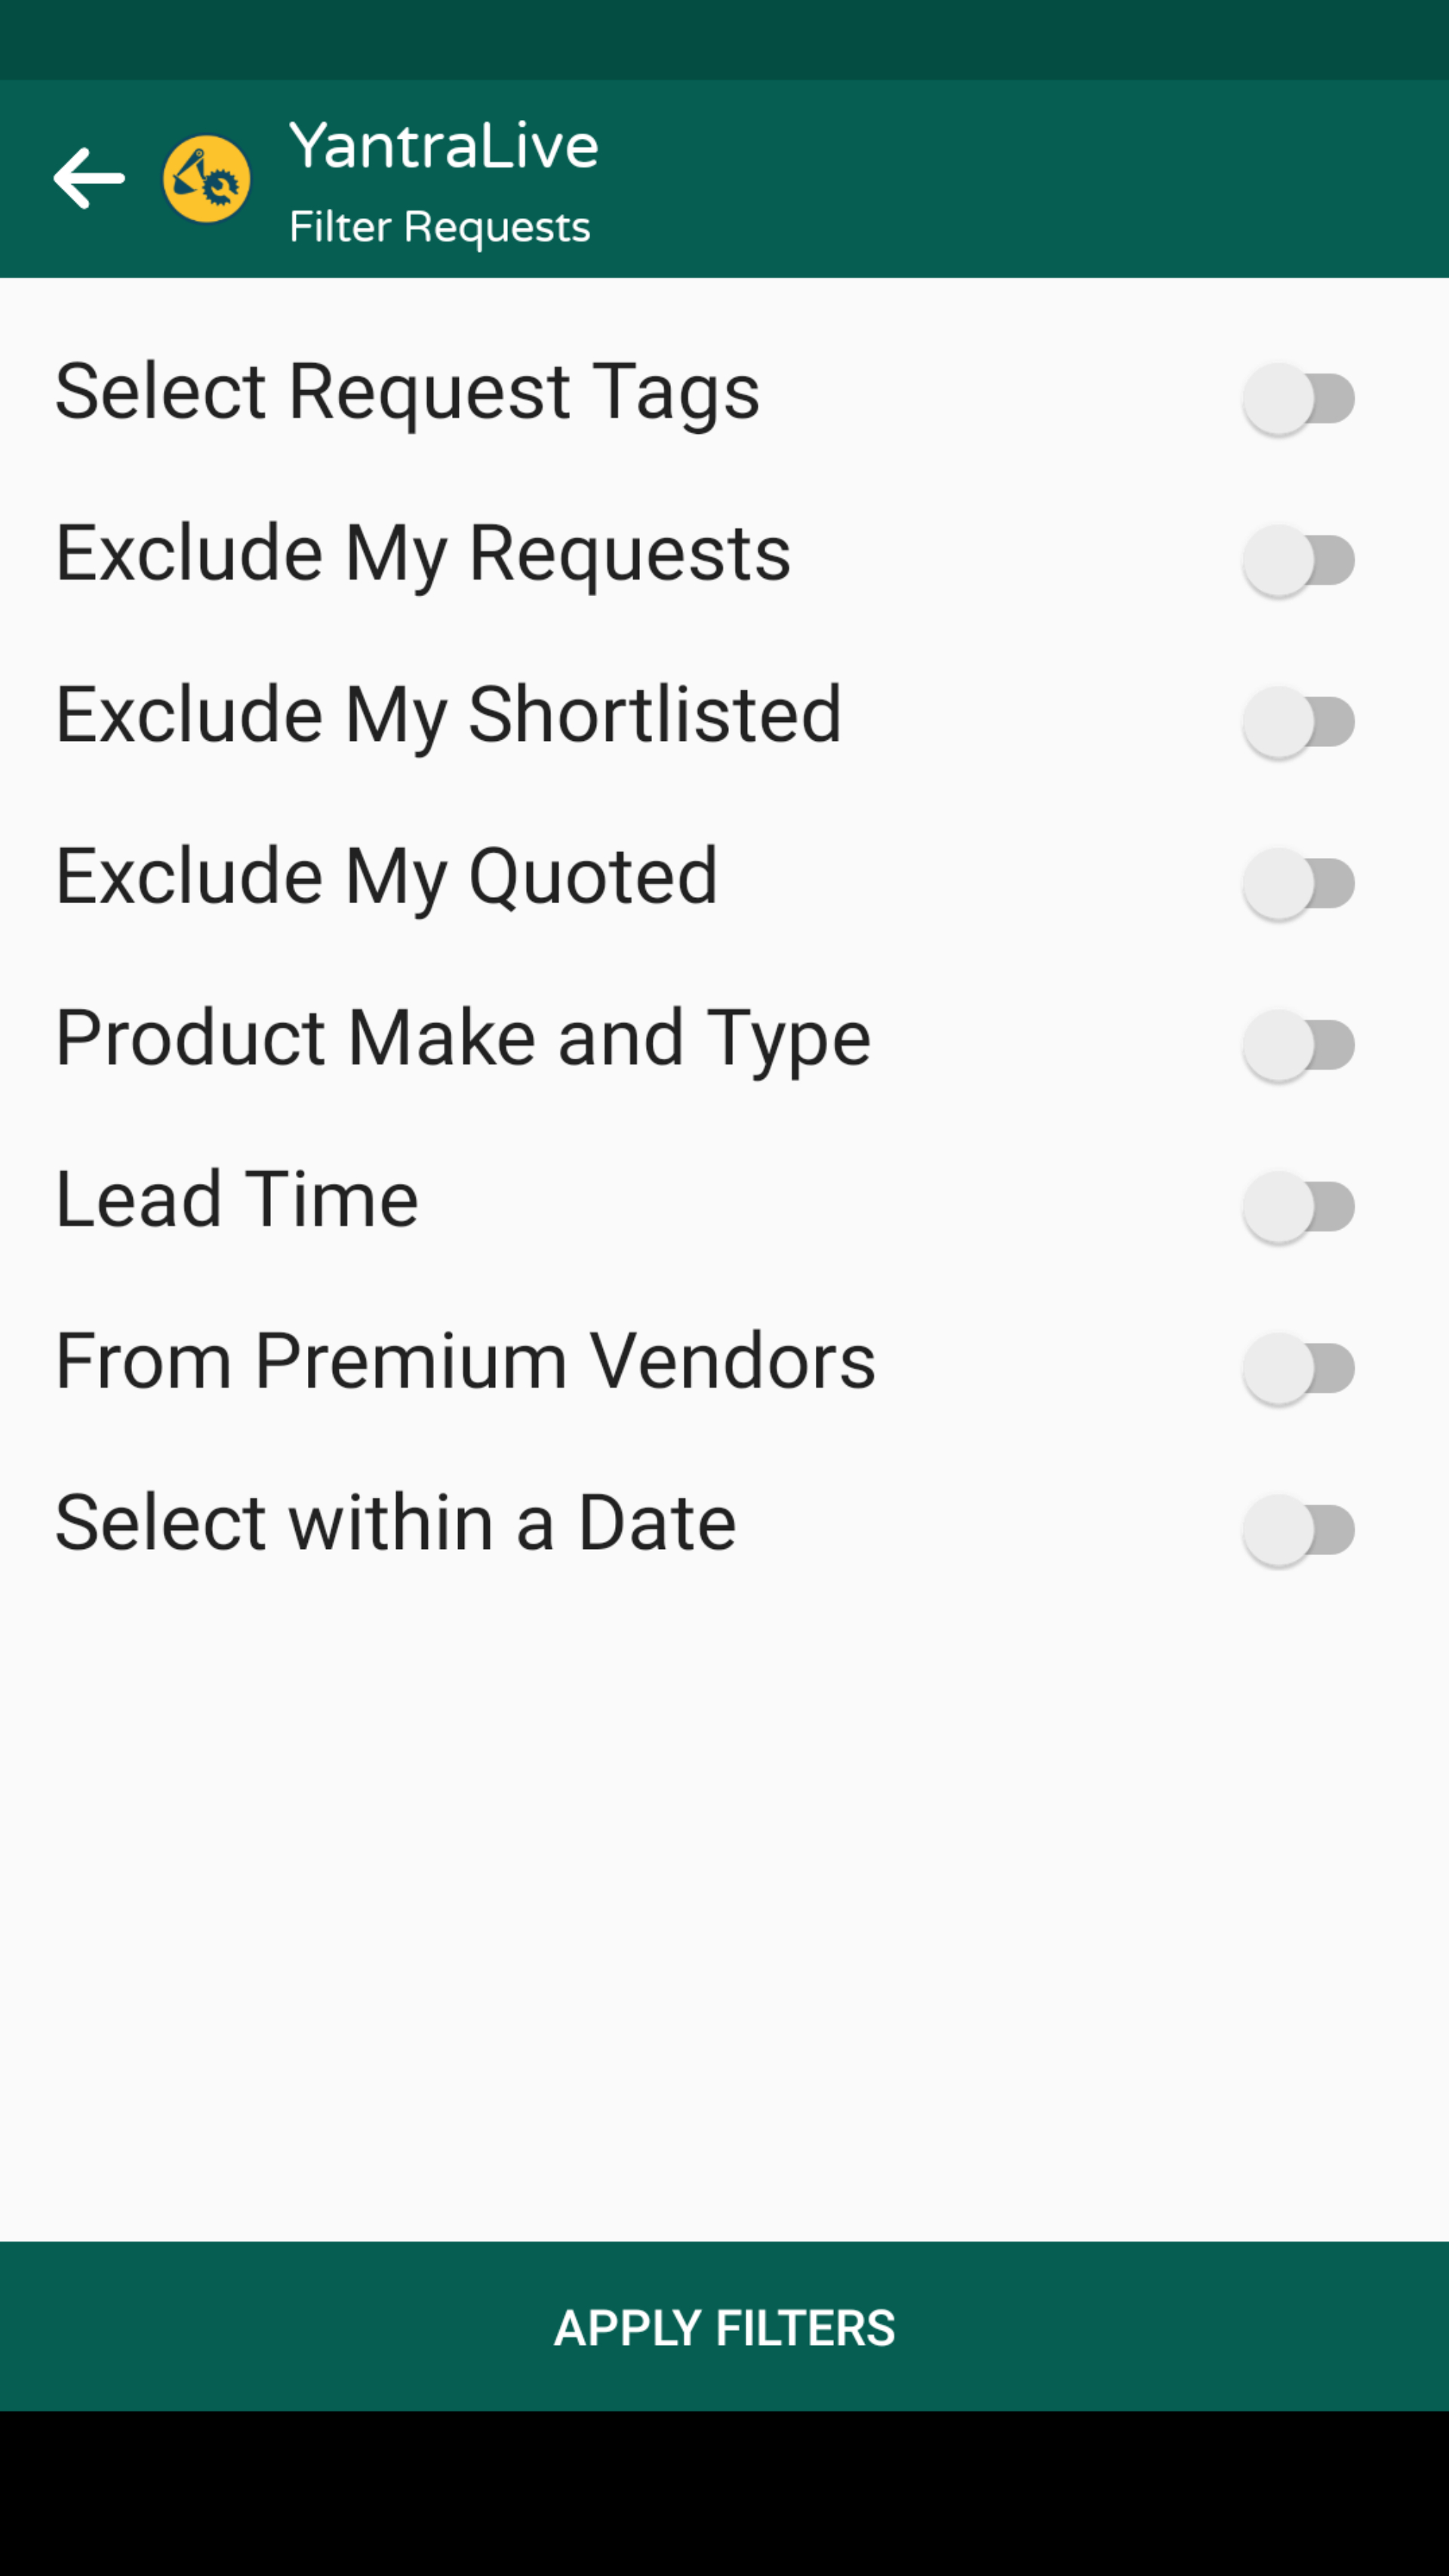 YantraLive
Filter Requests
Select Request Tags
Exclude My Requests
Exclude My Shortlisted
Exclude My Quoted
Product Make and Type
Lead Time
From Premium Vendors
Select within a Date
APPLY FILTERS